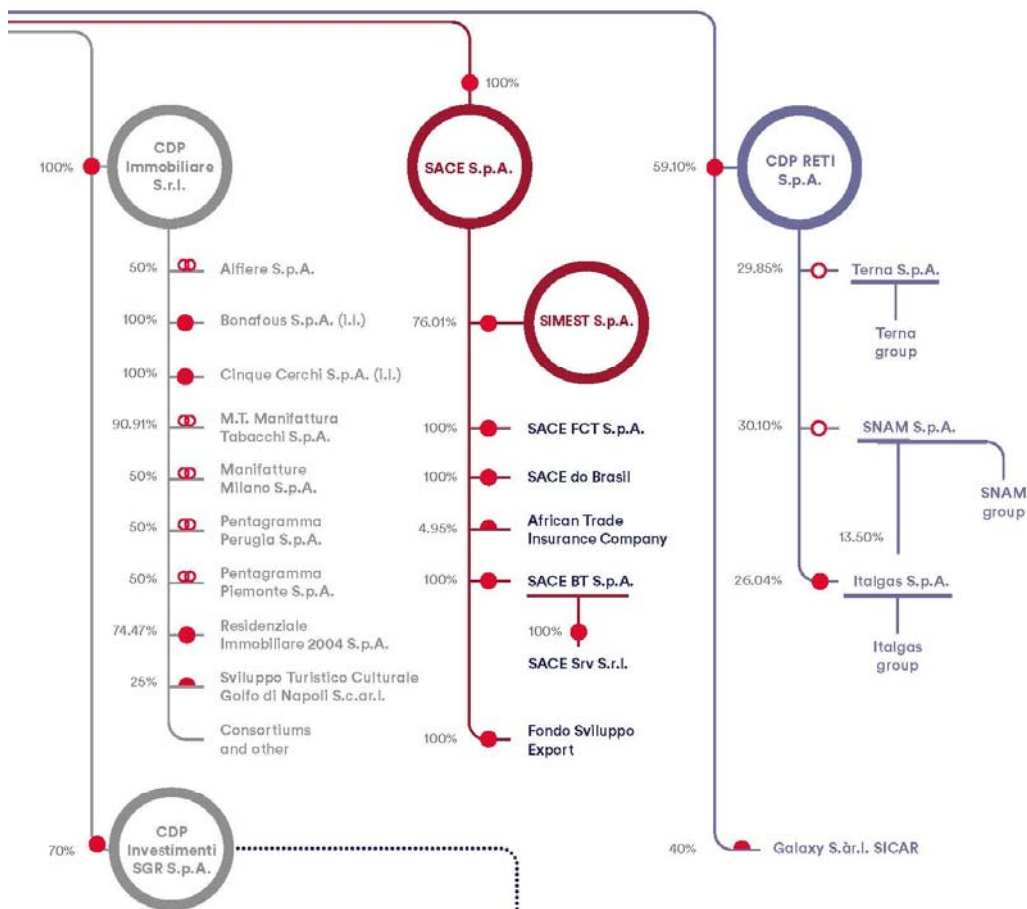 100%
CDP
Immobiliare
S.r.l.
50%
Alfiere S.p.A.
100%
Bonafous S.p.A. (i.l.)
100%
Cinque Cerchi S.p.A. (i.l.)
90.91%
M.T. Manifattura
Tabacchi S.p.A.
50%
Manifatture
Milano S.p.A.
50%
Pentagramma
Perugia S.p.A.
50%
Pentagramma
Piemonte S.p.A.
74.47%
Residenziale
Immobiliare 2004 S.p.A.
25%
Sviluppo Turistico Culturale
Golfo di Napoli S.c.ar.l.
Consortiums
and other
70%
CDP
Investimenti
SGR S.p.A.
100%
SACE S.p.A.
76.01%
SIMEST S.p.A.
100%
SACE FCT S.p.A.
100%
SACE do Brasil
4.95%
African Trade
Insurance Company
100%
SACE BT S.p.A.
100%
SACE Srv S.r.l.
100%
Fondo Sviluppo
Export
59.10%
CDP RETI
S.p.A.
29.85%
Terna S.p.A.
Terna
group
30.10%
SNAM S.p.A.
SNAM
group
13.50%
26.04%
Italgas S.p.A.
Italgas
group
40%
Galaxy S.àr.l. SICAR